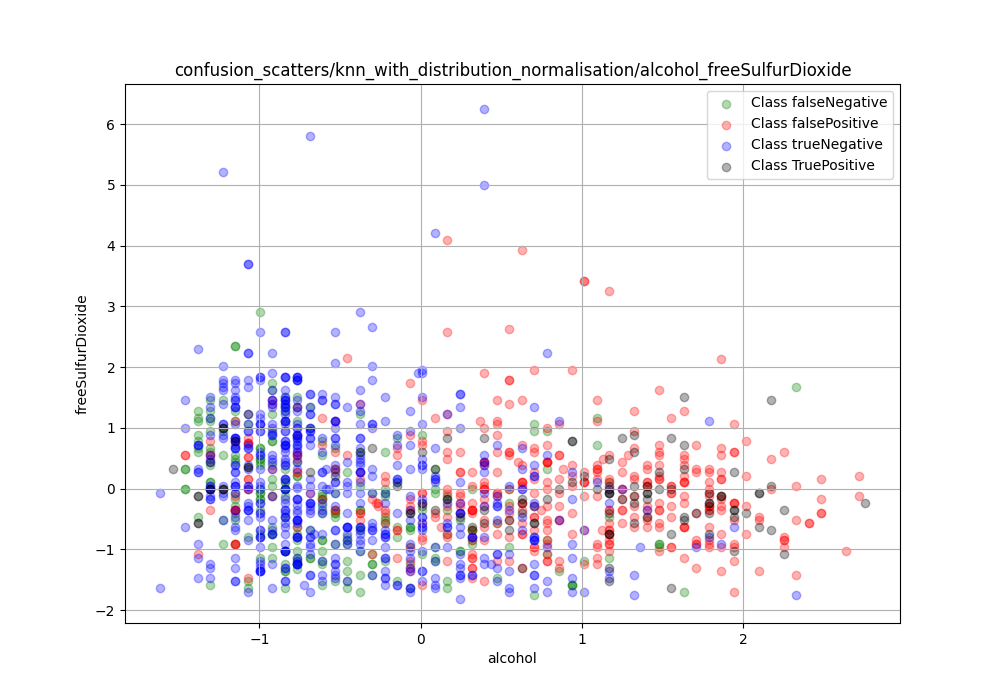 confusion_scatters/knn_with_distribution_normalisation/alcohol_freeSulfurDioxide
Class falseNegative
Class falsePositive
Class trueNegative
Class TruePositive
6
5
4
3
2
1
0
−1
−2
freeSulfurDioxide
−1 0 1 2
alcohol